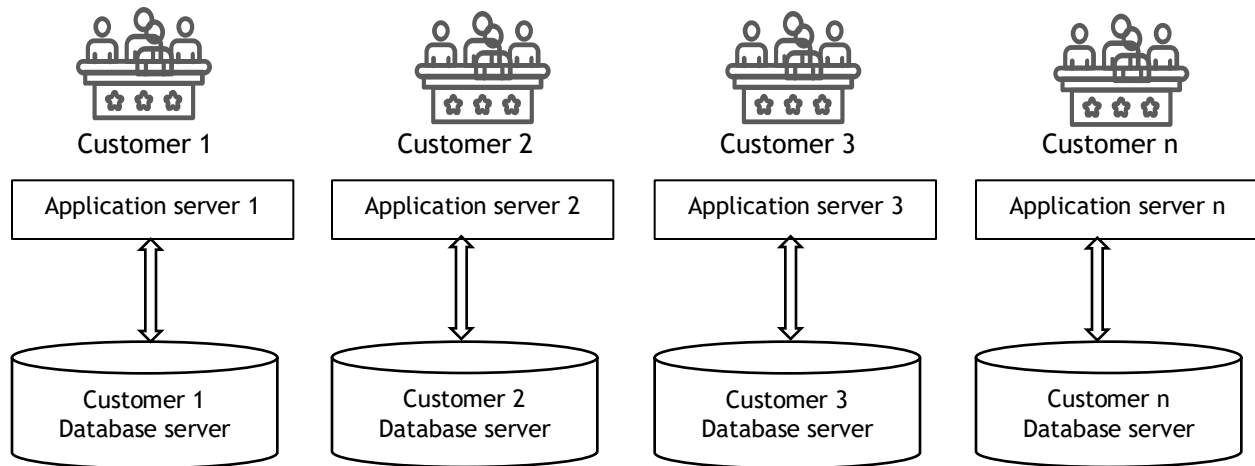 Customer 1
Customer 2
Customer 3
Customer n
Application server 1
Application server 2
Application server 3
Application server n
Customer 1
Database server
Customer 2
Database server
Customer 3
Database server
Customer n
Database server